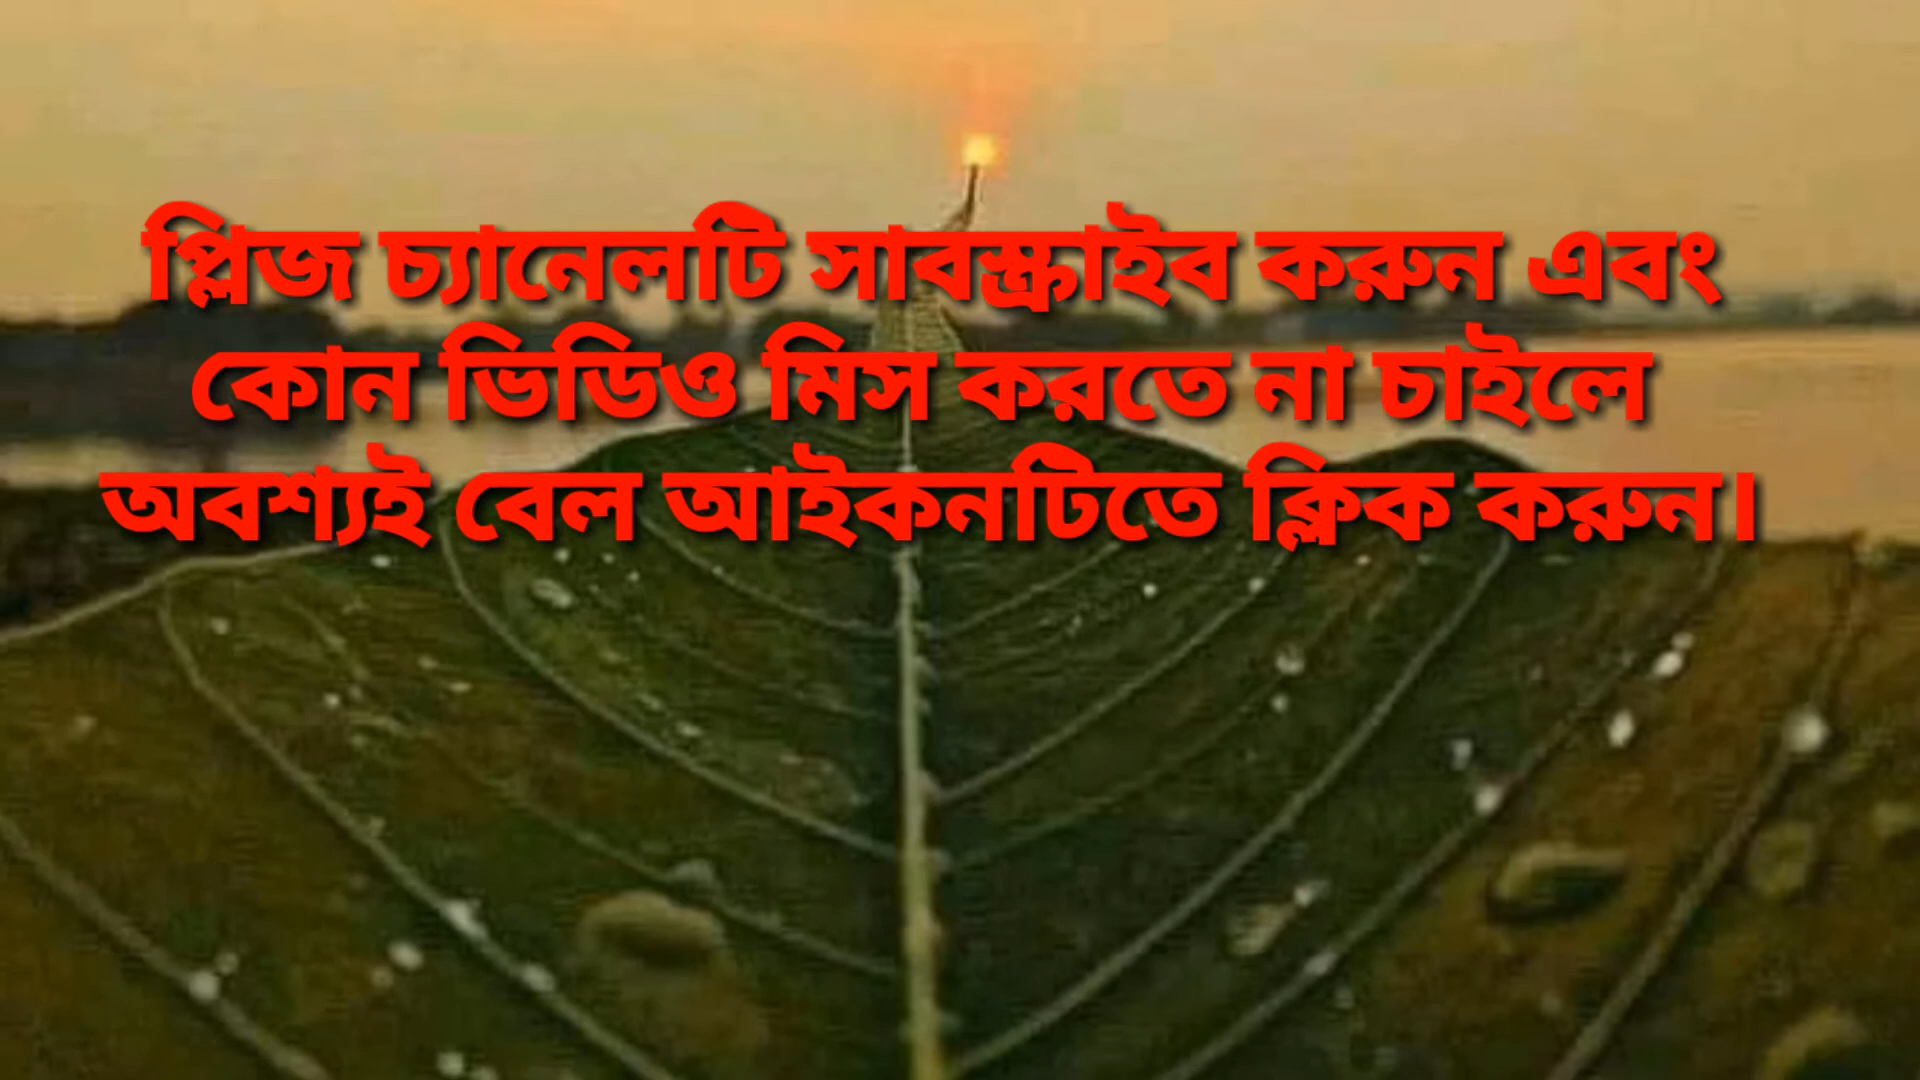 প্লিজ চ্যানেলটি সাবস্ক্রাইব করুন এবং
কোন ভিডিও মিস করতে না চাইলে
অবশ্যই বেল আইকনটিতে ক্লিক করুন।